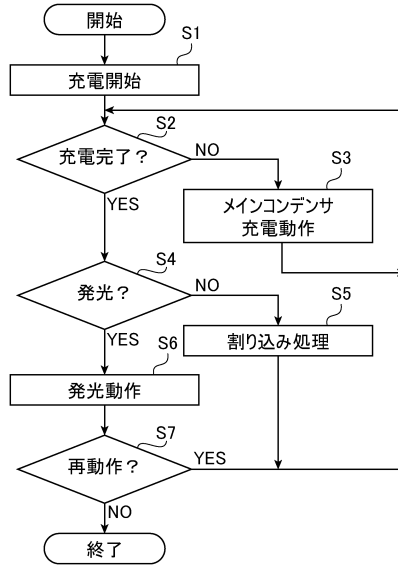 開始
S1
充電開始
S2
充電完了？
NO
S3
メインコンデンサ
充電動作
YES
S4
発光？
NO
S5
割り込み処理
YES
S6
発光動作
S7
再動作？
YES
NO
終了